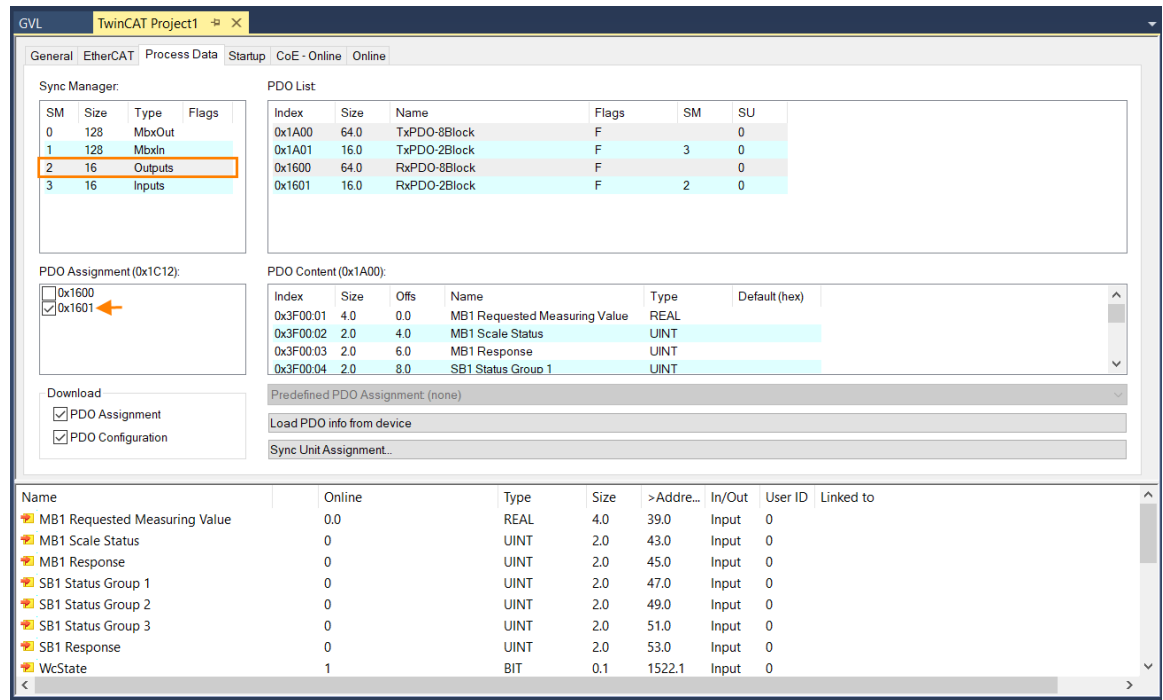 GVL TwinCAT Project1
General EtherCAT Process Data Startup CoE - Online Online
Sync Manager:
SM Size Type Flags
0 128 MbxOut
1 128 MbxIn
2 16 Outputs
3 16 Inputs
PDO List:
Index Size Name Flags SM SU
0x1A00 64.0 TxPDO-8Block F 0
0x1A01 16.0 TxPDO-2Block F 3 0
0x1600 64.0 RxPDO-8Block F 0
0x1601 16.0 RxPDO-2Block F 2 0
PDO Assignment (0x1C12):
0x1600
0x1601
PDO Content (0x1A00):
Index Size Offs Name Type Default (hex)
0x3F00:01 4.0 0.0 MB1 Requested Measuring Value REAL
0x3F00:02 2.0 4.0 MB1 Scale Status UINT
0x3F00:03 2.0 6.0 MB1 Response UINT
0x3F00:04 2.0 8.0 SB1 Status Group 1 UINT
Download
PDO Assignment
PDO Configuration
Predefined PDO Assignment: (none)
Load PDO info from device
Sync Unit Assignment...
Name Online Type Size >Addre... In/Out User ID Linked to
MB1 Requested Measuring Value 0.0 REAL 4.0 39.0 Input 0
MB1 Scale Status 0 UINT 2.0 43.0 Input 0
MB1 Response 0 UINT 2.0 45.0 Input 0
SB1 Status Group 1 0 UINT 2.0 47.0 Input 0
SB1 Status Group 2 0 UINT 2.0 49.0 Input 0
SB1 Status Group 3 0 UINT 2.0 51.0 Input 0
SB1 Response 0 UINT 2.0 53.0 Input 0
WcState 1 BIT 0.1 1522.1 Input 0